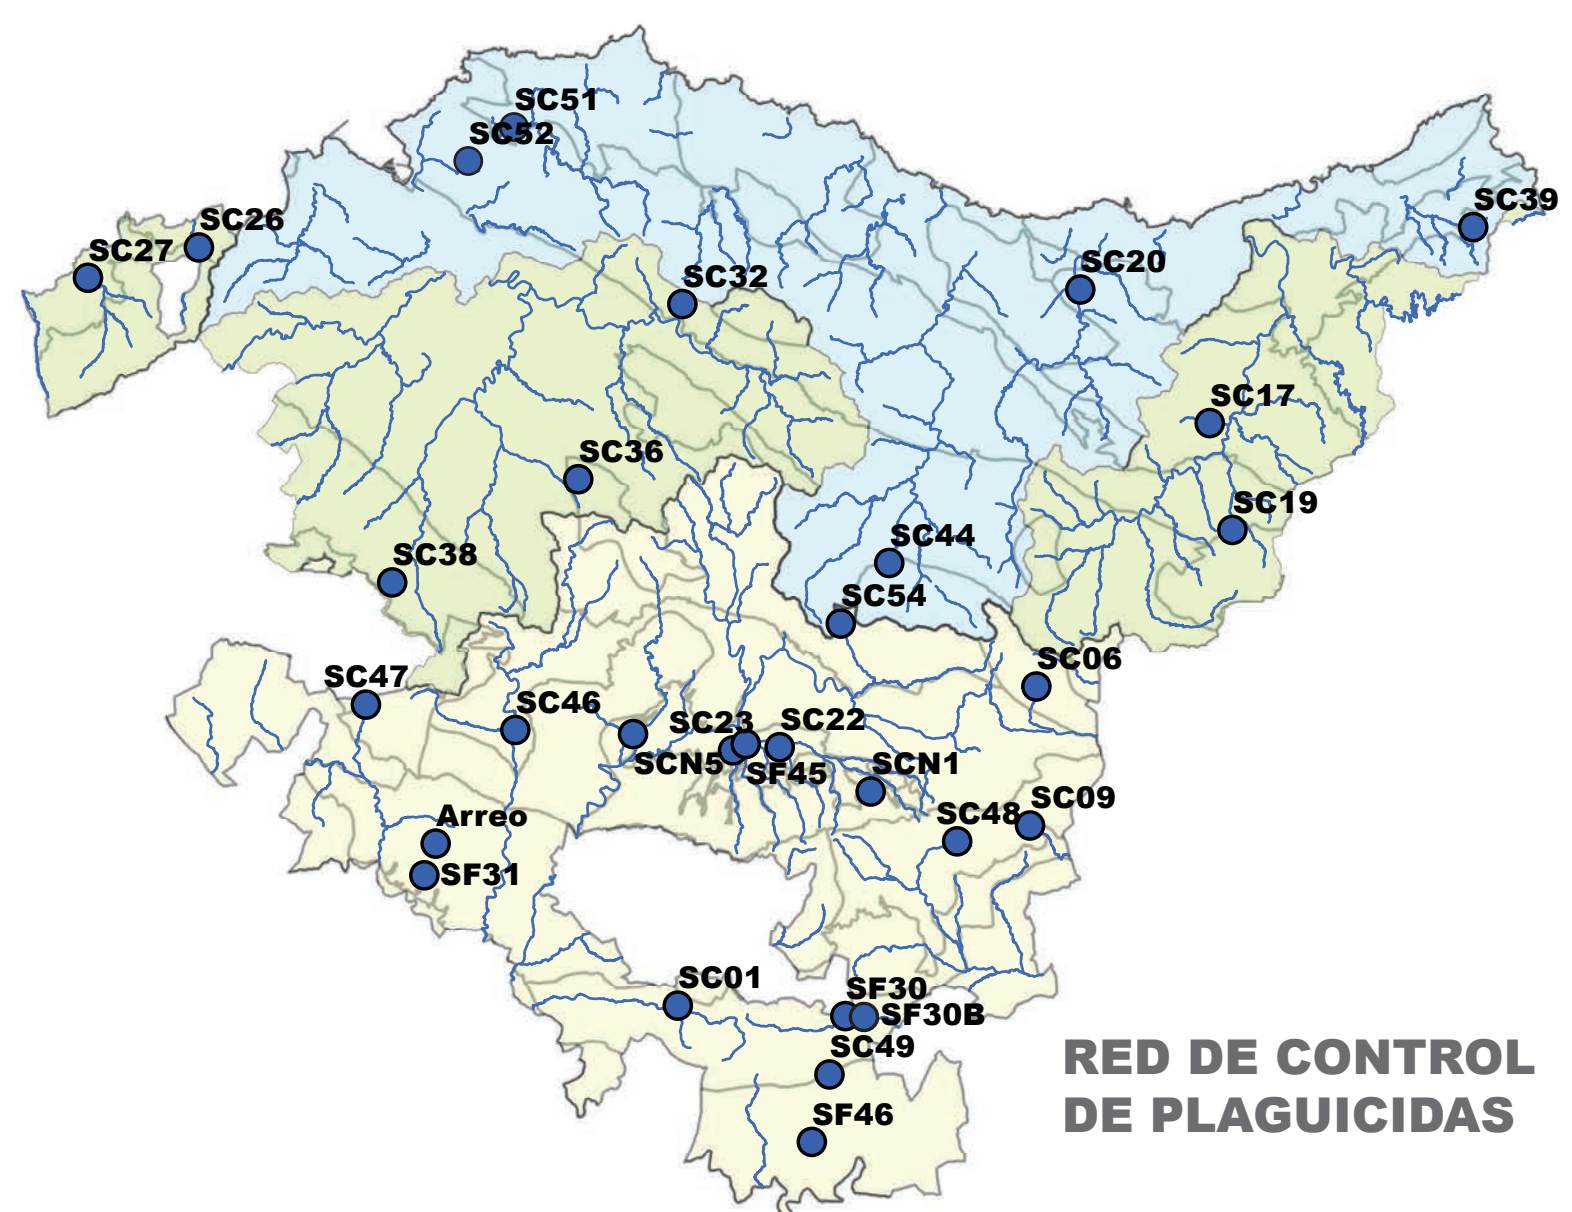 SC51
SC52
SC39
SC26
SC27
SC20
SC32
SC17
SC36
SC19
SC44
SC38
SC54
SC06
SC47
SC46
SC23
SC22
SCN5
SF45
SCN1
SC09
SC48
Arreo
SF31
SC01
SF30
SF30B
SC49
SF46
RED DE CONTROL
DE PLAGUICIDAS